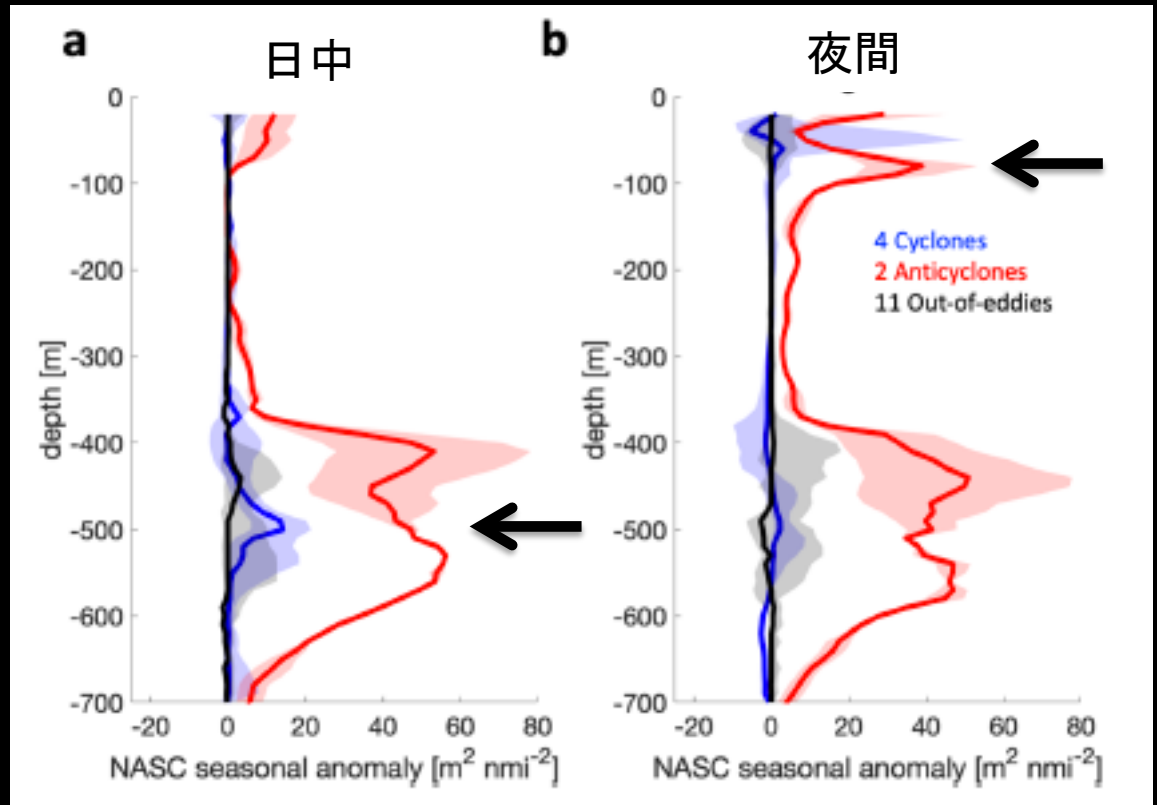 a
日中
b
夜間
0
-100
-200
-300
-400
-500
-600
-700
depth [m]
-20 0 20 40 60 80
NASC seasonal anomaly [m² nmi⁻²]
0
-100
-200
-300
-400
-500
-600
-700
depth [m]
4 Cyclones
2 Anticyclones
11 Out-of-eddies
-20 0 20 40 60 80
NASC seasonal anomaly [m² nmi⁻²]